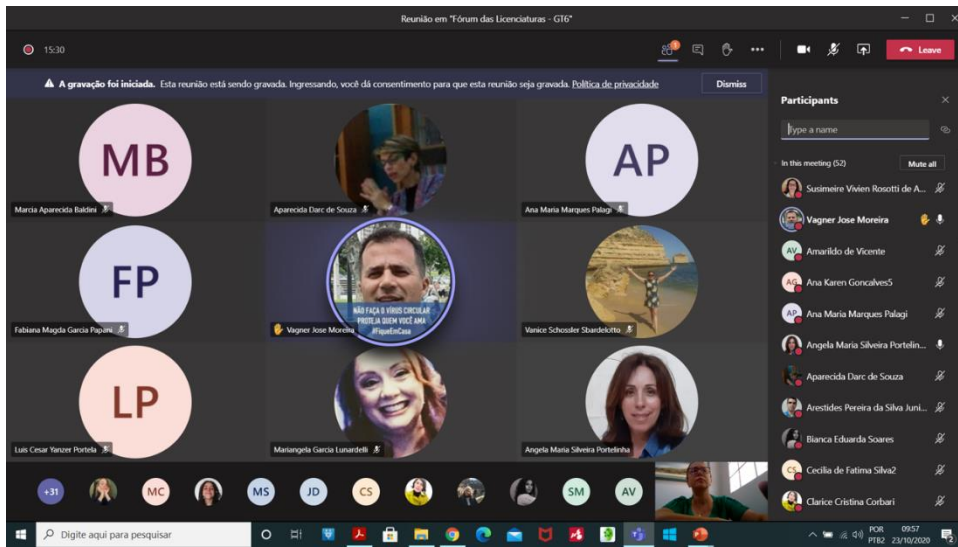 Reunião em "Fórum das Licenciaturas - GT6"
15:30
3
Leave
A gravação foi iniciada. Esta reunião está sendo gravada. Ingressando, você dá consentimento para que esta reunião seja gravada. Política de privacidade
Dismiss
MB
Marcia Aparecida Baldini
Aparecida Darc de Souza
AP
Ana Maria Marques Palagi
FP
Fabiana Magda Garcia Papani
NÃO FAÇA O VÍRUS CIRCULAR
PROTEJA QUEM VOCÊ AMA
#FiqueEmCasa
Vagner Jose Moreira
Vanice Schossler Sbardelotto
LP
Luis Cesar Yanzer Portela
Mariangela Garcia Lunardelli
Angela Maria Silveira Portelinha
+31
MC
MS
JD
CS
SM
AV
Participants
Type a name
In this meeting (52)
Mute all
Susimeire Vivien Rosotti de A...
Vagner Jose Moreira
AV
Amarildo de Vicente
AG
Ana Karen Goncalves5
AP
Ana Maria Marques Palagi
Angela Maria Silveira Portelin...
Aparecida Darc de Souza
Arestides Pereira da Silva Juni...
Bianca Eduarda Soares
CS
Cecilia de Fatima Silva2
Clarice Cristina Corbari
Digite aqui para pesquisar
POR
PTB2
09:57
23/10/2020
2